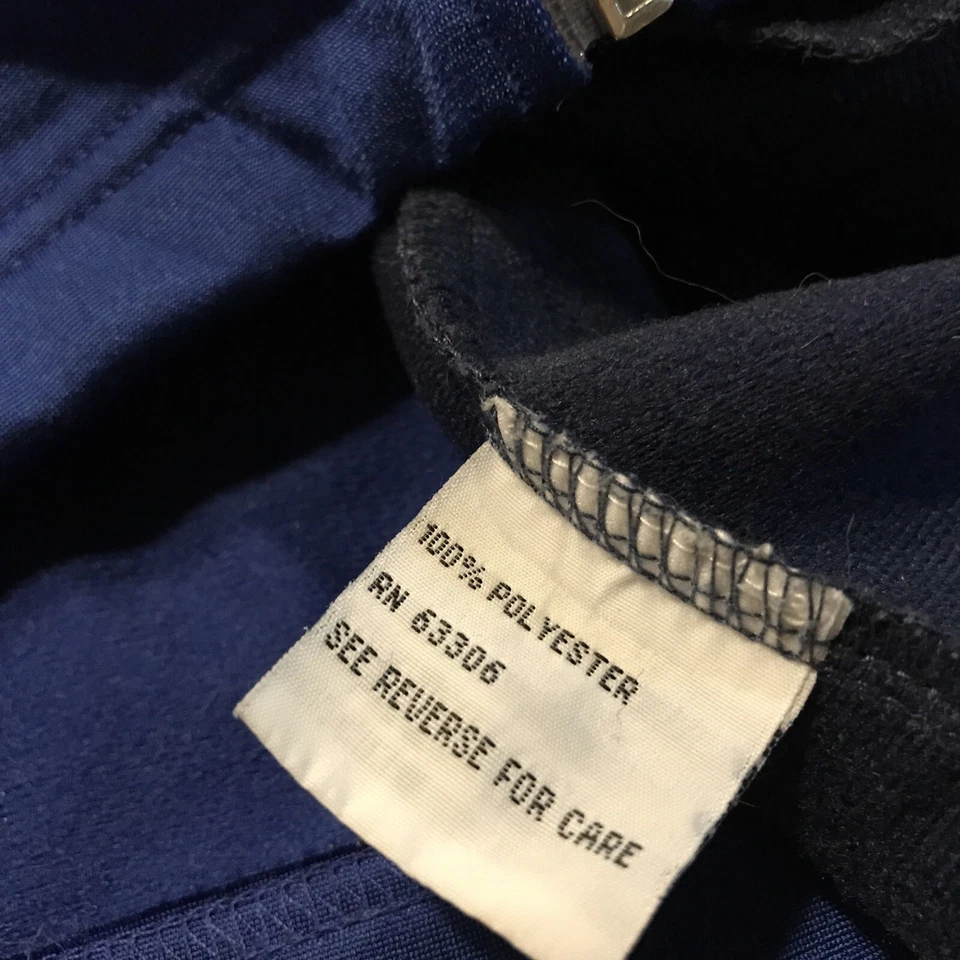 100% POLYESTER
RN 63306
SEE REVERSE FOR CARE